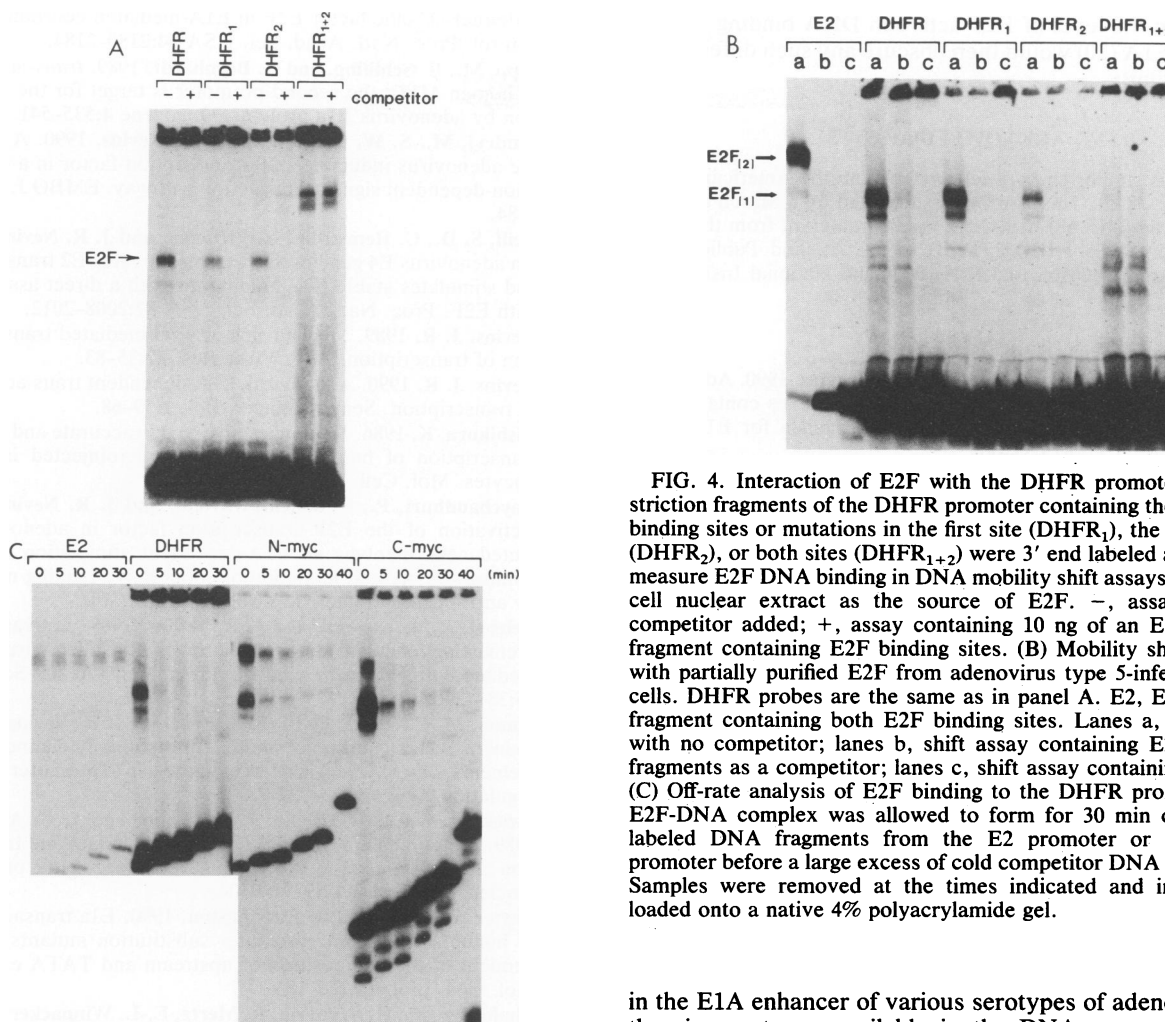 A
DHFR
DHFR1
DHFR2
DHFR1+2
− + − + − + − + competitor
E2F→
B
E2 DHFR DHFR1 DHFR2 DHFR1+
a b c a b c a b c a b c a b c
E2F[2]→
E2F[1]→
C
E2 DHFR N-myc C-myc
0 5 10 20 30 0 5 10 20 30 0 5 10 20 30 40 0 5 10 20 30 40 (min)
FIG. 4. Interaction of E2F with the DHFR promote
striction fragments of the DHFR promoter containing the
binding sites or mutations in the first site (DHFR1), the
(DHFR2), or both sites (DHFR1+2) were 3′ end labeled a
measure E2F DNA binding in DNA mobility shift assays
cell nuclear extract as the source of E2F. −, assa
competitor added; +, assay containing 10 ng of an E
fragment containing E2F binding sites. (B) Mobility sh
with partially purified E2F from adenovirus type 5-infe
cells. DHFR probes are the same as in panel A. E2, E
fragment containing both E2F binding sites. Lanes a,
with no competitor; lanes b, shift assay containing E
fragments as a competitor; lanes c, shift assay containi
(C) Off-rate analysis of E2F binding to the DHFR pro
E2F-DNA complex was allowed to form for 30 min o
labeled DNA fragments from the E2 promoter or
promoter before a large excess of cold competitor DNA
Samples were removed at the times indicated and i
loaded onto a native 4% polyacrylamide gel.
in the E1A enhancer of various serotypes of adeno